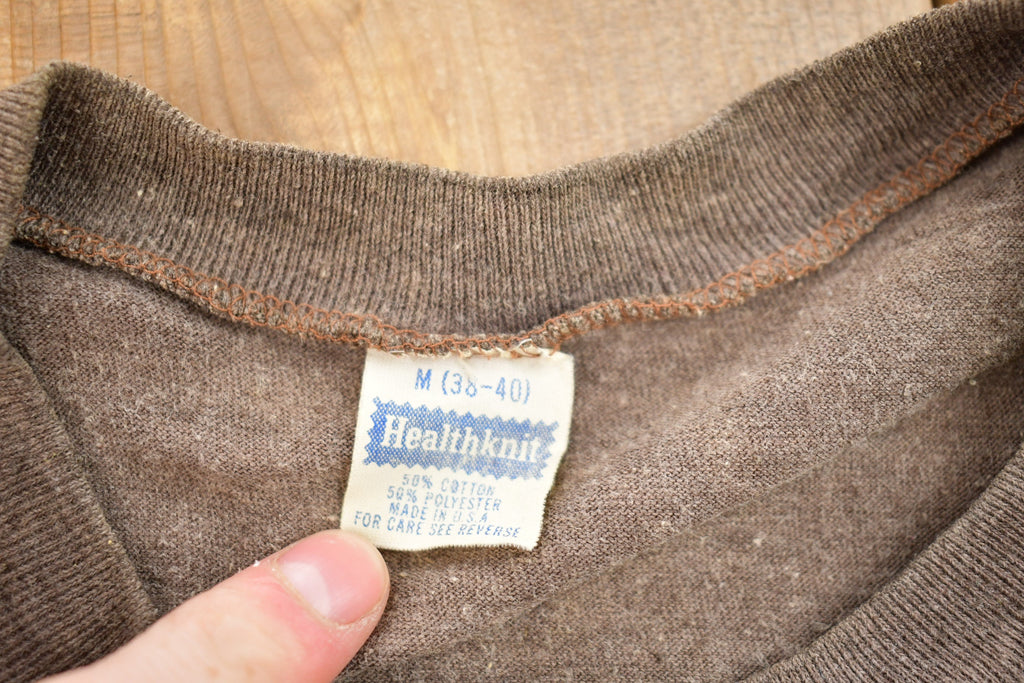 M (38-40)
Healthknit
50% COTTON
50% POLYESTER
MADE IN U.S.A
FOR CARE SEE REVERSE